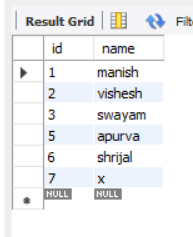 Result Grid Filt
id name
1 manish
2 vishesh
3 swayam
5 apurva
6 shrijal
7 x
NULL NULL